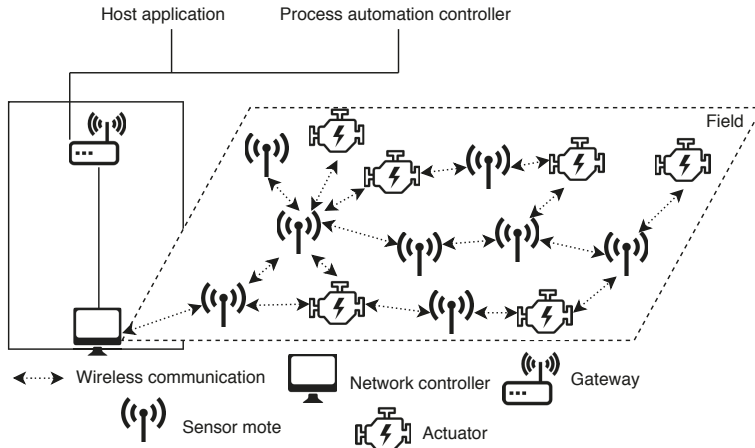 Host application
Process automation controller
Field
Wireless communication
Network controller
Gateway
Sensor mote
Actuator